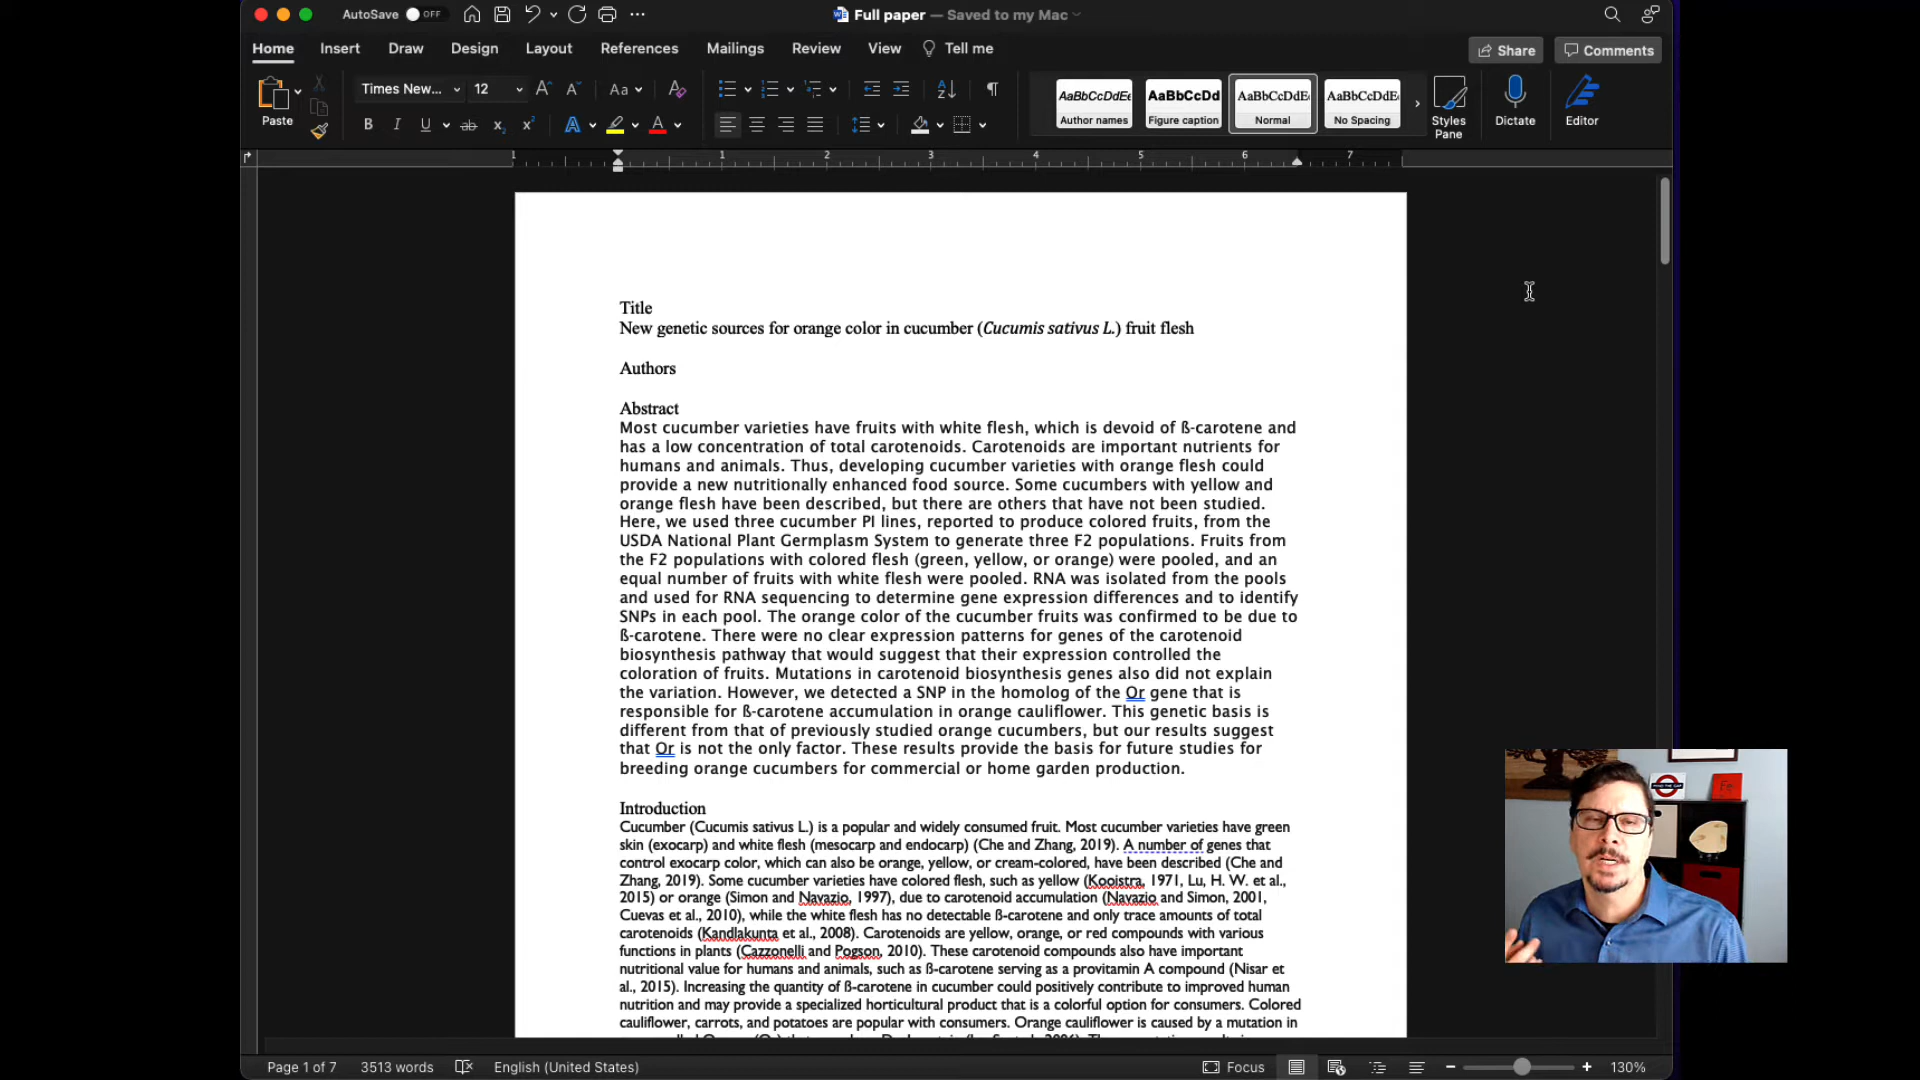 AutoSave OFF
Full paper — Saved to my Mac
Home Insert Draw Design Layout References Mailings Review View Tell me
Share Comments
Paste
Times New... 12
Aa
B I U ab x₂ x²
A A
AaBbCcDdEe AaBbCcDd AaBbCcDdEe AaBbCcDdEe
Author names Figure caption Normal No Spacing
Styles Pane
Dictate
Editor
1 1 2 3 4 5 6 7
Title
New genetic sources for orange color in cucumber (Cucumis sativus L.) fruit flesh
Authors
Abstract
Most cucumber varieties have fruits with white flesh, which is devoid of ß-carotene and
has a low concentration of total carotenoids. Carotenoids are important nutrients for
humans and animals. Thus, developing cucumber varieties with orange flesh could
provide a new nutritionally enhanced food source. Some cucumbers with yellow and
orange flesh have been described, but there are others that have not been studied.
Here, we used three cucumber PI lines, reported to produce colored fruits, from the
USDA National Plant Germplasm System to generate three F2 populations. Fruits from
the F2 populations with colored flesh (green, yellow, or orange) were pooled, and an
equal number of fruits with white flesh were pooled. RNA was isolated from the pools
and used for RNA sequencing to determine gene expression differences and to identify
SNPs in each pool. The orange color of the cucumber fruits was confirmed to be due to
ß-carotene. There were no clear expression patterns for genes of the carotenoid
biosynthesis pathway that would suggest that their expression controlled the
coloration of fruits. Mutations in carotenoid biosynthesis genes also did not explain
the variation. However, we detected a SNP in the homolog of the Or gene that is
responsible for ß-carotene accumulation in orange cauliflower. This genetic basis is
different from that of previously studied orange cucumbers, but our results suggest
that Or is not the only factor. These results provide the basis for future studies for
breeding orange cucumbers for commercial or home garden production.
Introduction
Cucumber (Cucumis sativus L.) is a popular and widely consumed fruit. Most cucumber varieties have green
skin (exocarp) and white flesh (mesocarp and endocarp) (Che and Zhang, 2019). A number of genes that
control exocarp color, which can also be orange, yellow, or cream-colored, have been described (Che and
Zhang, 2019). Some cucumber varieties have colored flesh, such as yellow (Kooistra, 1971, Lu, H. W. et al.,
2015) or orange (Simon and Navazio, 1997), due to carotenoid accumulation (Navazio and Simon, 2001,
Cuevas et al., 2010), while the white flesh has no detectable ß-carotene and only trace amounts of total
carotenoids (Kandlakunta et al., 2008). Carotenoids are yellow, orange, or red compounds with various
functions in plants (Cazzonelli and Pogson, 2010). These carotenoid compounds also have important
nutritional value for humans and animals, such as ß-carotene serving as a provitamin A compound (Nisar et
al., 2015). Increasing the quantity of ß-carotene in cucumber could positively contribute to improved human
nutrition and may provide a specialized horticultural product that is a colorful option for consumers. Colored
cauliflower, carrots, and potatoes are popular with consumers. Orange cauliflower is caused by a mutation in
MIND THE GAP
Fe
Page 1 of 7 3513 words English (United States) Focus 130%